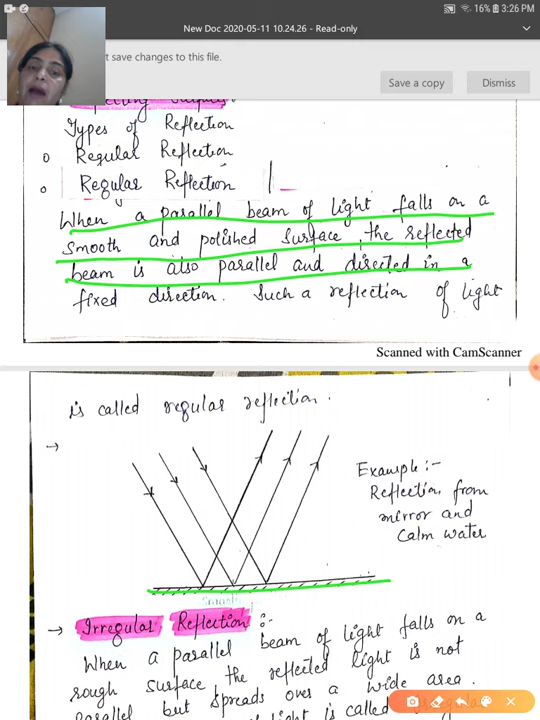 16% 3:26 PM
New Doc 2020-05-11 10.24.26 - Read-only
save changes to this file.
Save a copy
Dismiss
Types of Reflection
Regular Reflection
Regular Reflection
When a parallel beam of light falls on a
smooth and polished surface, the reflected
beam is also parallel and directed in a
fixed direction. Such a reflection of light
Scanned with CamScanner
is called regular reflection.
Example :-
Reflection from
mirror and
calm water
Irregular Reflection :-
When a parallel beam of light falls on a
rough surface, the reflected light is not
parallel but spreads over a wide area.
light is called